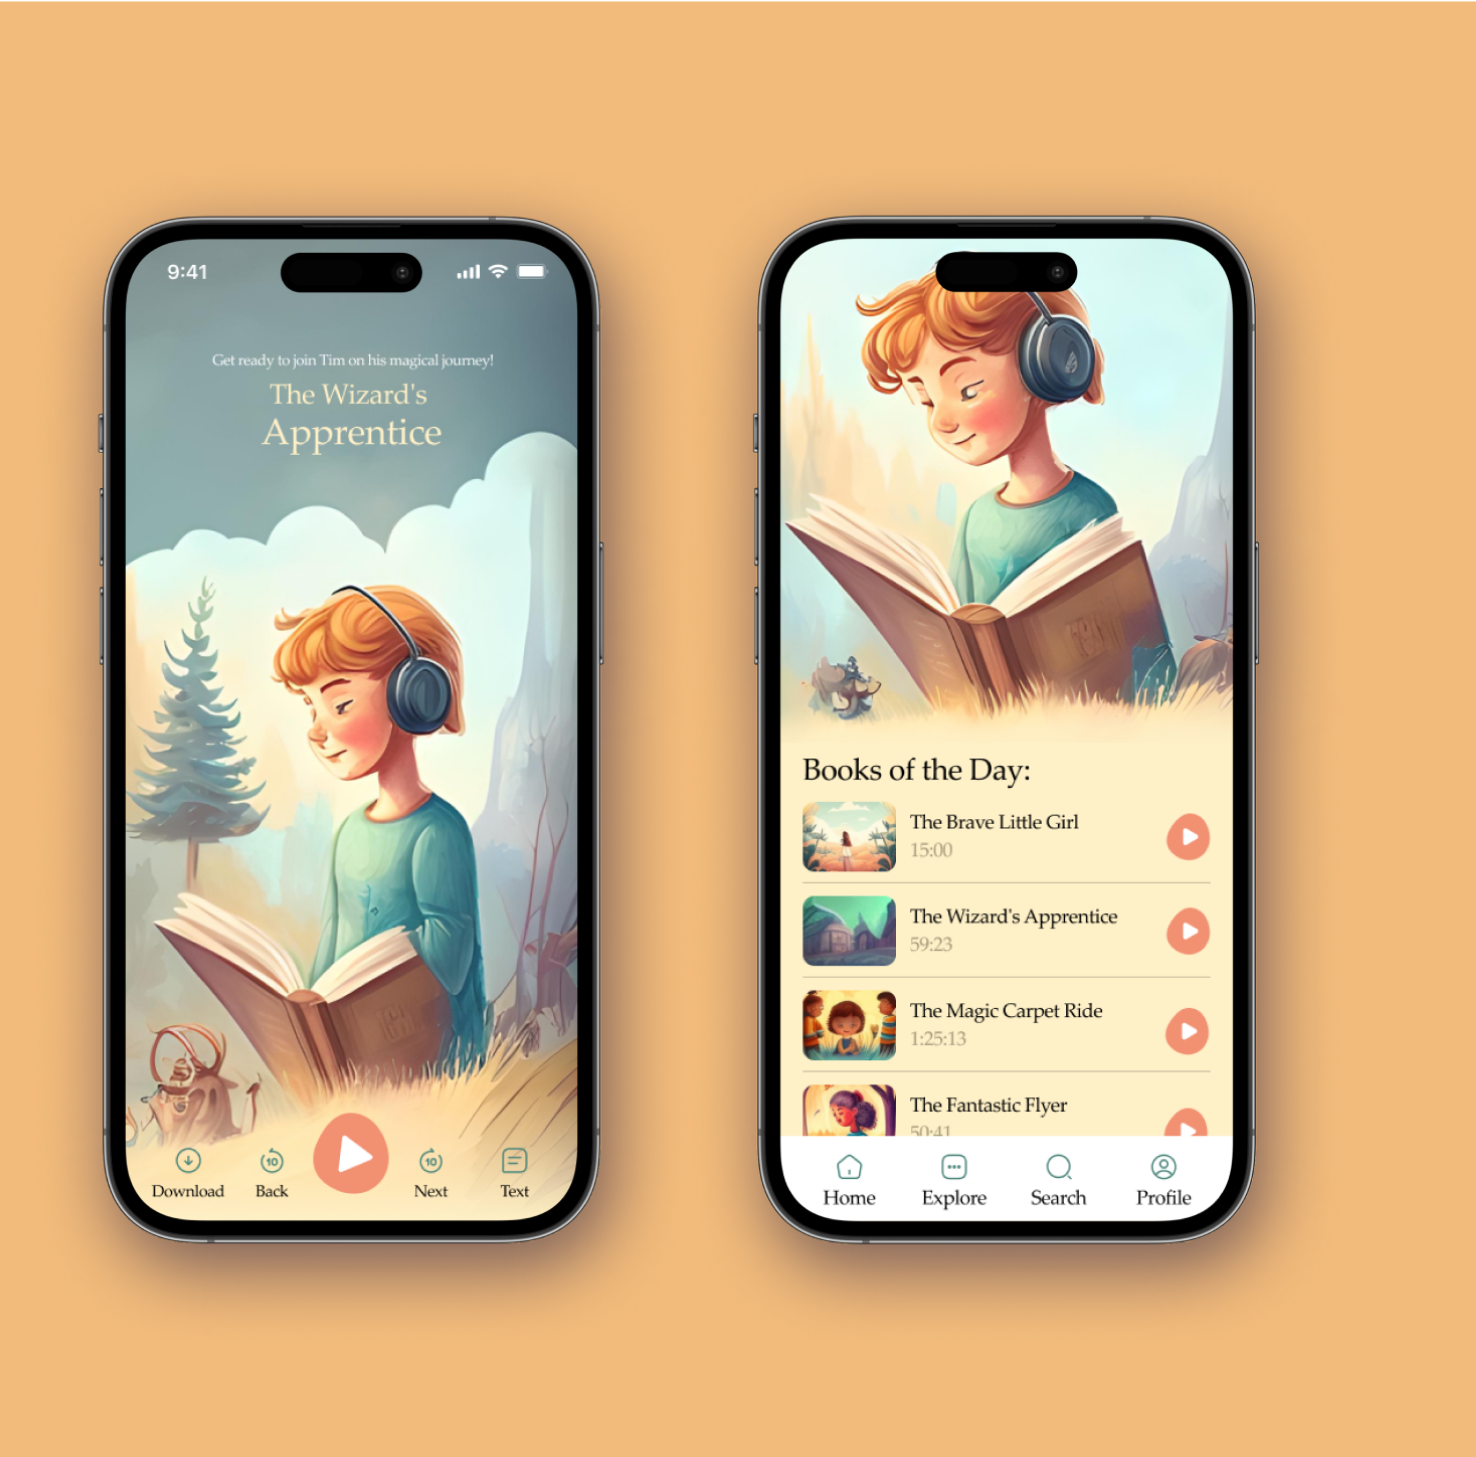 9:41
Get ready to join Tim on his magical journey!
The Wizard's
Apprentice
10
10
Download
Back
Next
Text
Books of the Day:
The Brave Little Girl
15:00
The Wizard's Apprentice
59:23
The Magic Carpet Ride
1:25:13
The Fantastic Flyer
50:41
Home
Explore
Search
Profile